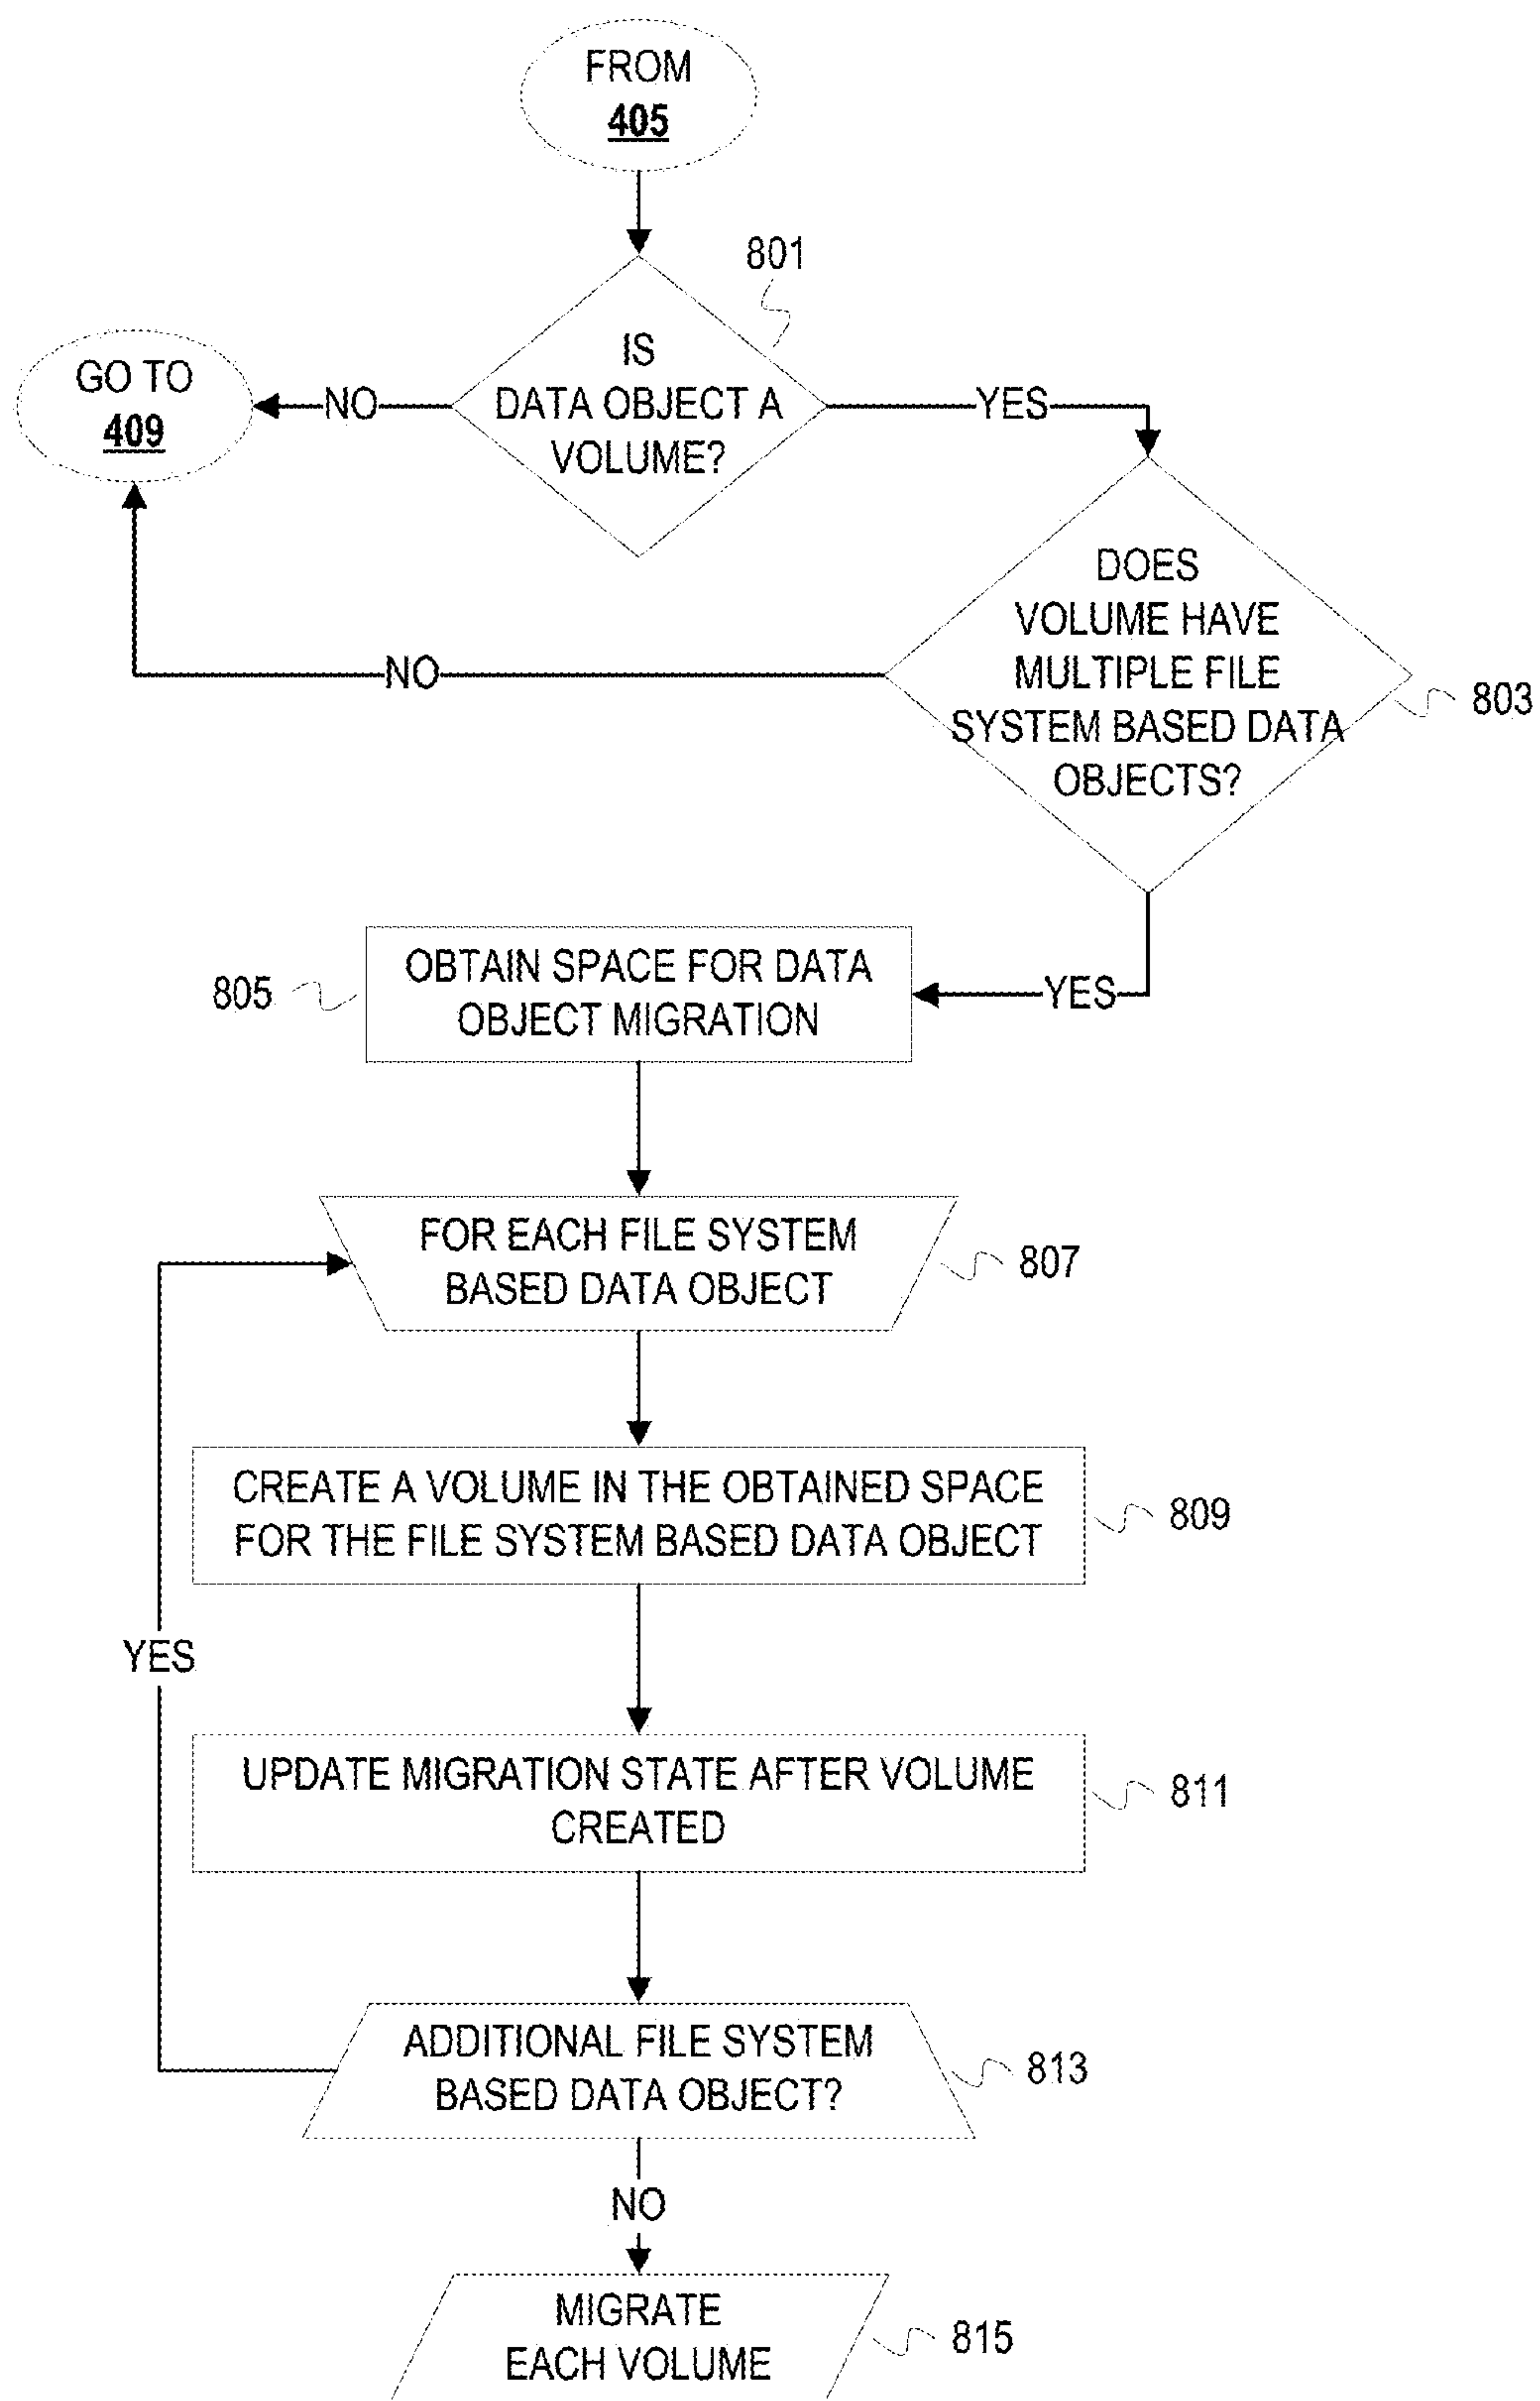 FROM
405
801
IS
DATA OBJECT A
VOLUME?
NO
GO TO
409
YES
DOES
VOLUME HAVE
MULTIPLE FILE
SYSTEM BASED DATA
OBJECTS?
803
NO
YES
OBTAIN SPACE FOR DATA
OBJECT MIGRATION
805
FOR EACH FILE SYSTEM
BASED DATA OBJECT
807
CREATE A VOLUME IN THE OBTAINED SPACE
FOR THE FILE SYSTEM BASED DATA OBJECT
809
YES
UPDATE MIGRATION STATE AFTER VOLUME
CREATED
811
ADDITIONAL FILE SYSTEM
BASED DATA OBJECT?
813
NO
MIGRATE
EACH VOLUME
815